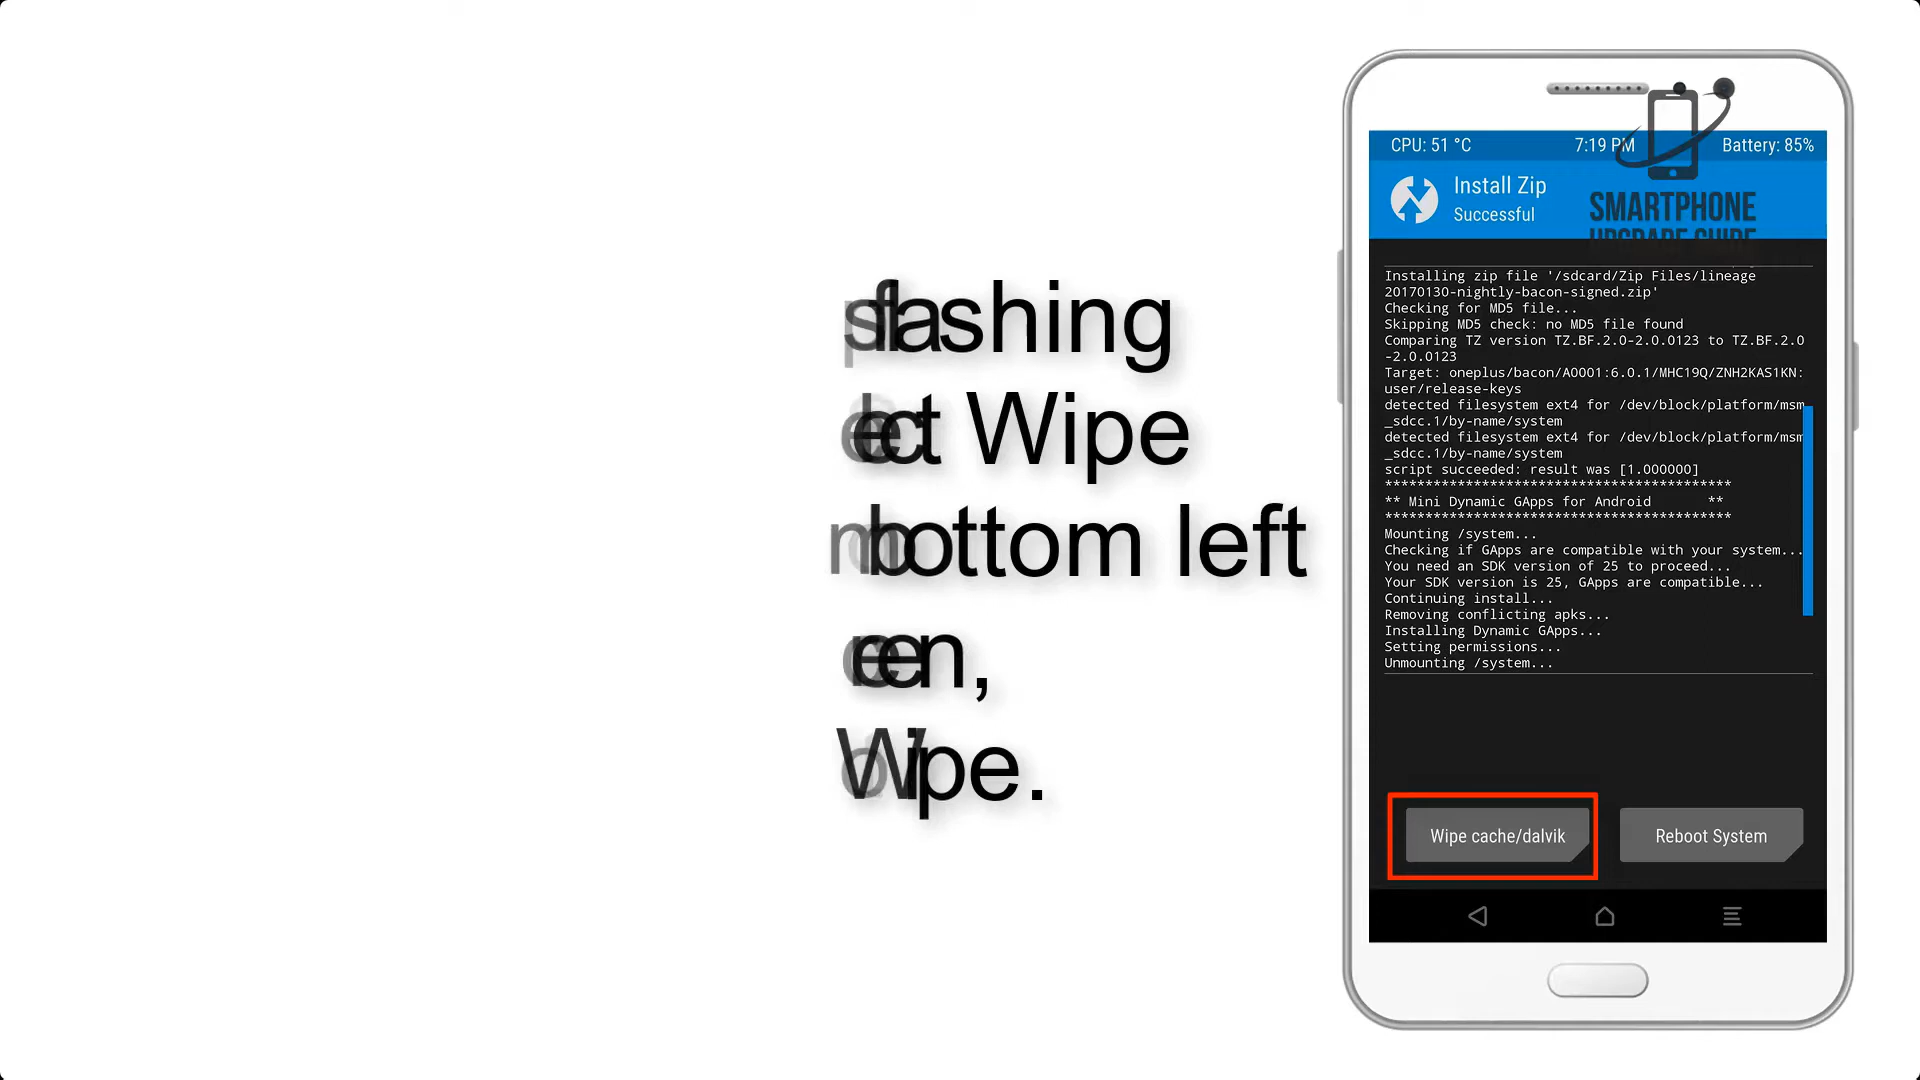 flashing
Wipe
bottom left
Wipe.
CPU: 51 °C
7:19 PM
Battery: 85%
Install Zip
Successful
SMARTPHONE
UPGRADE GUIDE
Installing zip file '/sdcard/Zip Files/lineage
20170130-nightly-bacon-signed.zip'
Checking for MD5 file...
Skipping MD5 check: no MD5 file found
Comparing TZ version TZ.BF.2.0-2.0.0123 to TZ.BF.2.0
-2.0.0123
Target: oneplus/bacon/A0001:6.0.1/MHC19Q/ZNH2KAS1KN:
user/release-keys
detected filesystem ext4 for /dev/block/platform/msm
_sdcc.1/by-name/system
detected filesystem ext4 for /dev/block/platform/msm
_sdcc.1/by-name/system
script succeeded: result was [1.000000]
*******************************************
** Mini Dynamic GApps for Android       **
*******************************************
Mounting /system...
Checking if GApps are compatible with your system...
You need an SDK version of 25 to proceed...
Your SDK version is 25, GApps are compatible...
Continuing install...
Removing conflicting apks...
Installing Dynamic GApps...
Setting permissions...
Unmounting /system...
Wipe cache/dalvik
Reboot System